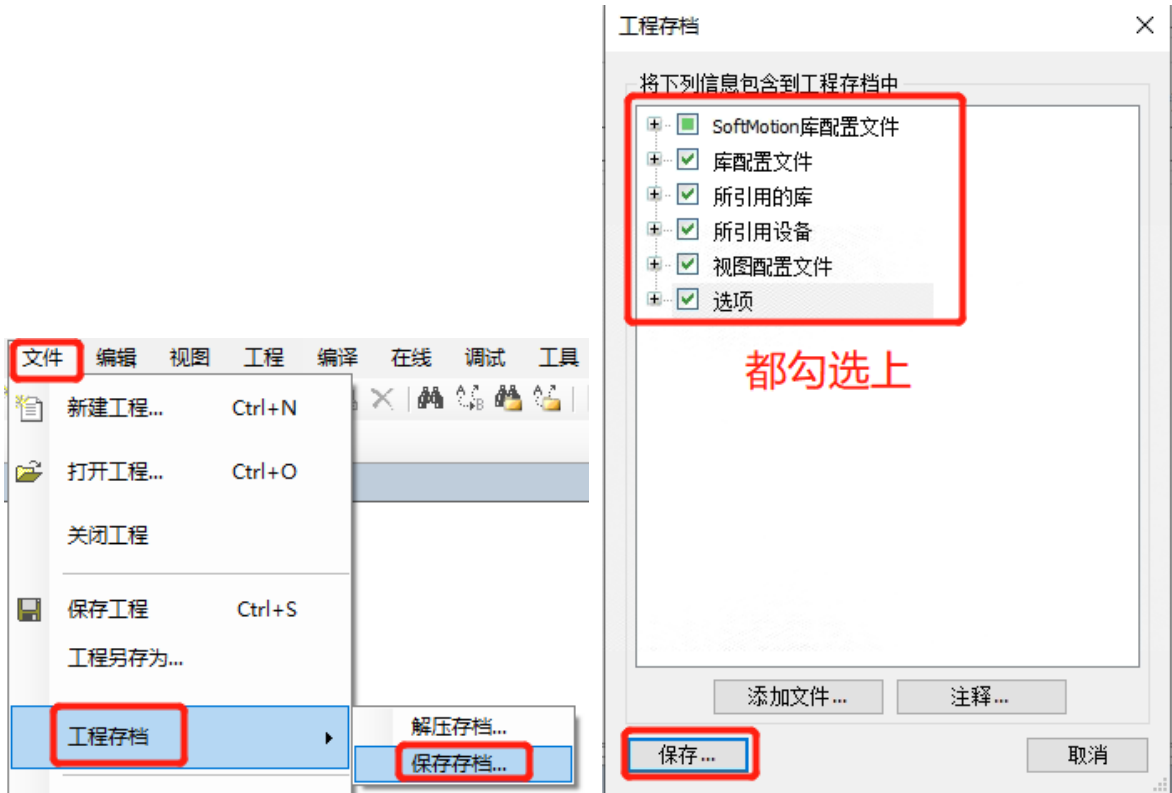 文件 编辑 视图 工程 编译 在线 调试 工具
新建工程... Ctrl+N
打开工程... Ctrl+O
关闭工程
保存工程 Ctrl+S
工程另存为...
工程存档
解压存档...
保存存档...
工程存档
将下列信息包含到工程存档中
SoftMotion库配置文件
库配置文件
所引用的库
所引用设备
视图配置文件
选项
都勾选上
添加文件... 注释...
保存... 取消